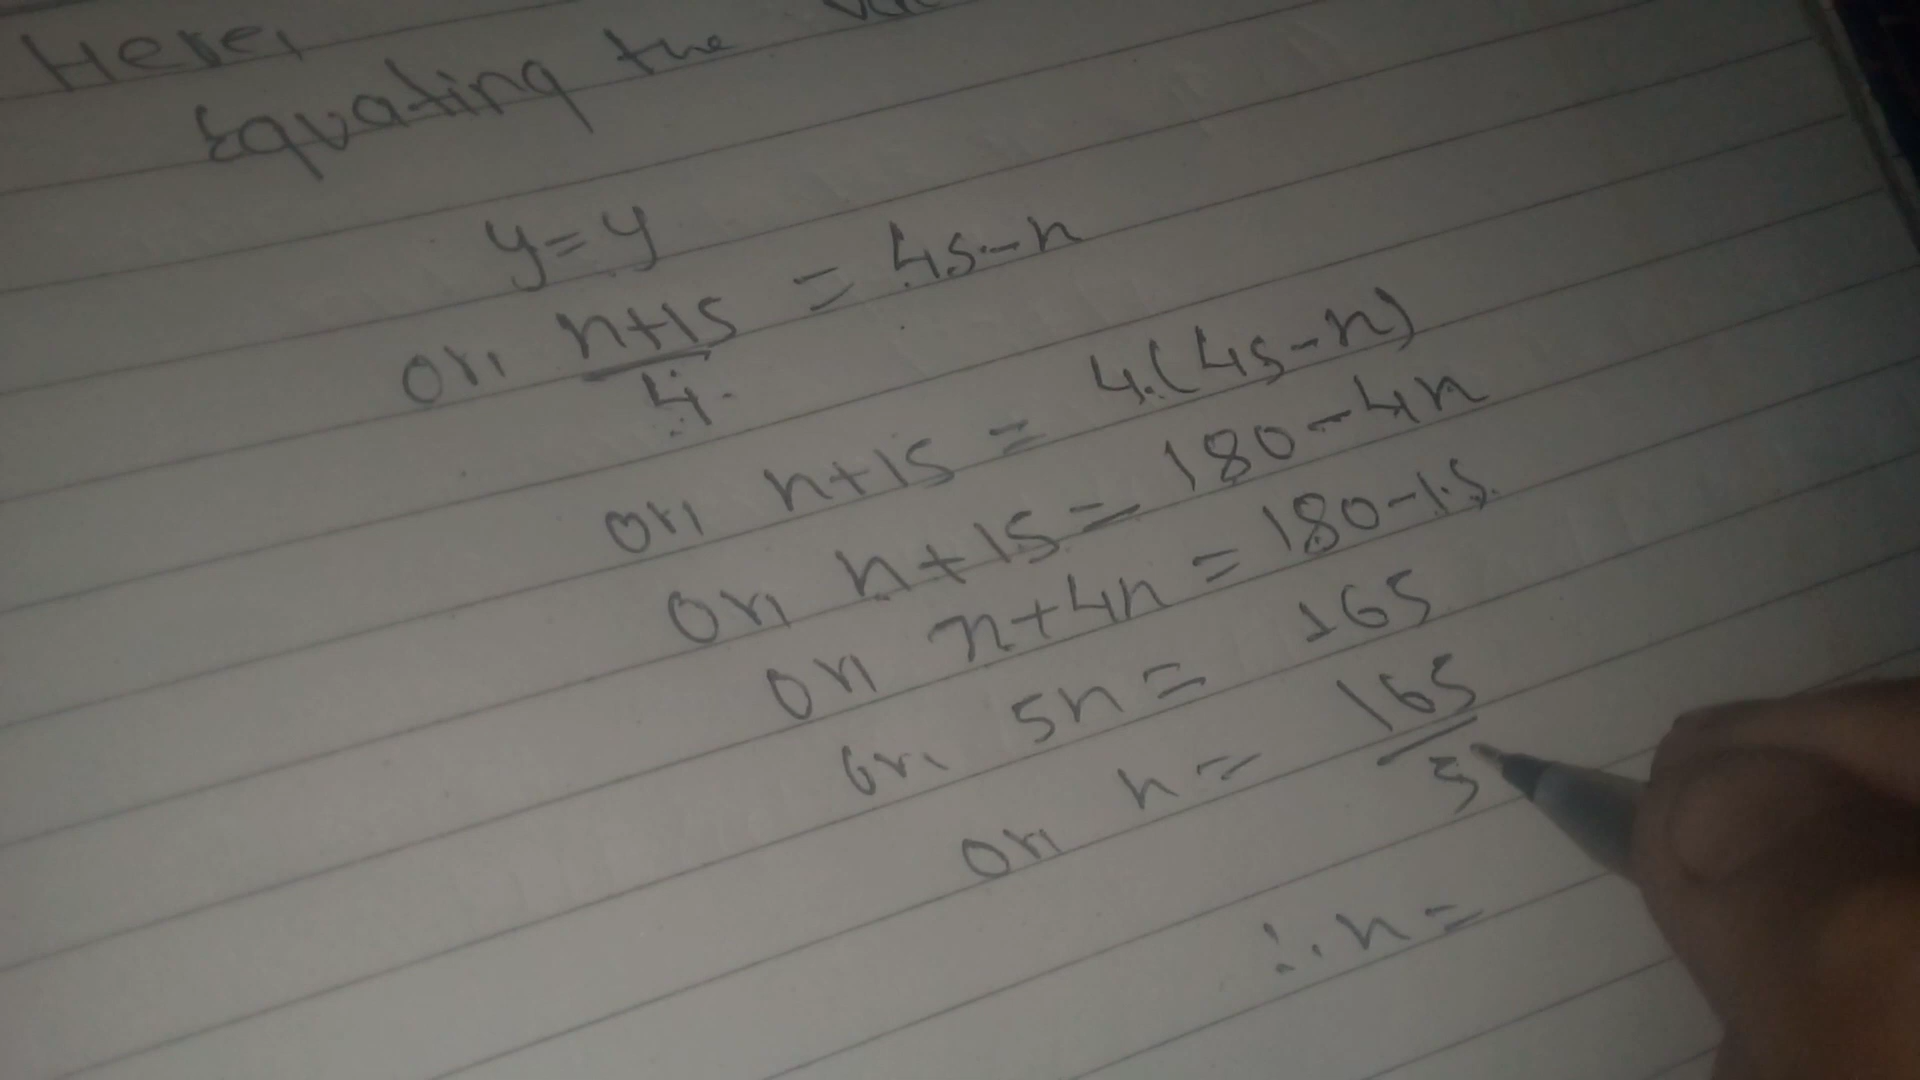 Here,
Equating the
y = y
or, n+15/4 = 45-n
or, n+15 = 4(45-n)
or, n+15 = 180-4n
or, n+4n = 180-15
or, 5n = 165
or, n = 165/5
∴ n =